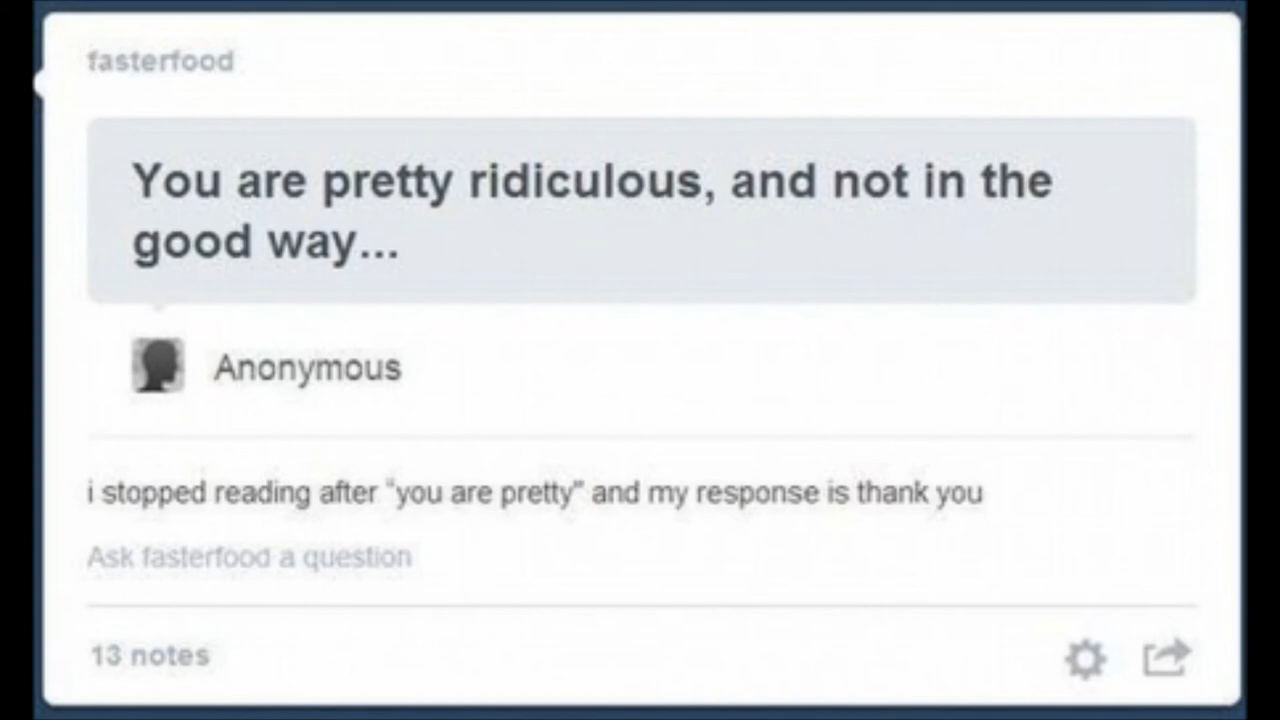 fasterfood
You are pretty ridiculous, and not in the
good way...
Anonymous
i stopped reading after “you are pretty” and my response is thank you
Ask fasterfood a question
13 notes